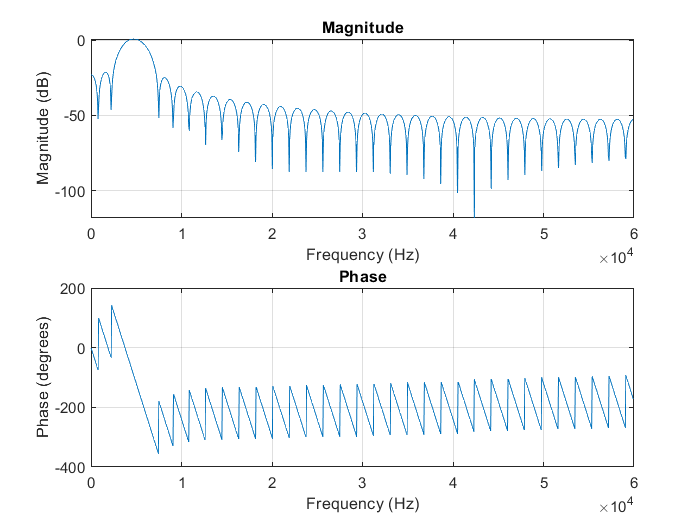 Magnitude
0
-50
-100
Magnitude (dB)
0 1 2 3 4 5 6
Frequency (Hz)
×10^4
Phase
200
0
-200
-400
Phase (degrees)
0 1 2 3 4 5 6
Frequency (Hz)
×10^4